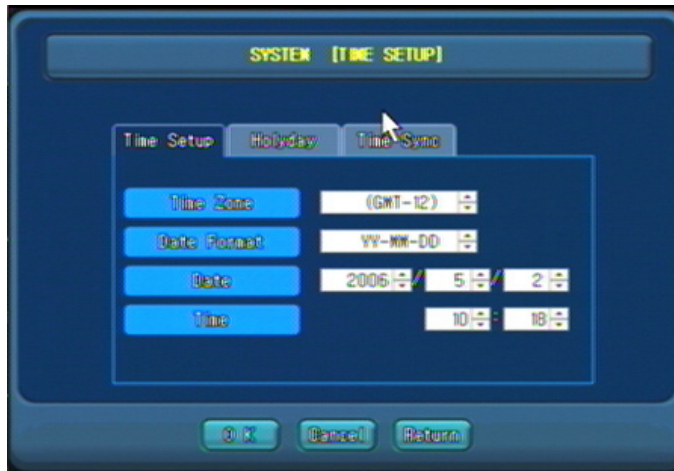 SYSTEM [TIME SETUP]
Time Setup Holyday Time Sync
Time Zone (GMT-12)
Date Format YY-MM-DD
Date 2006 / 5 / 2
Time 10 : 18
OK Cancel Return